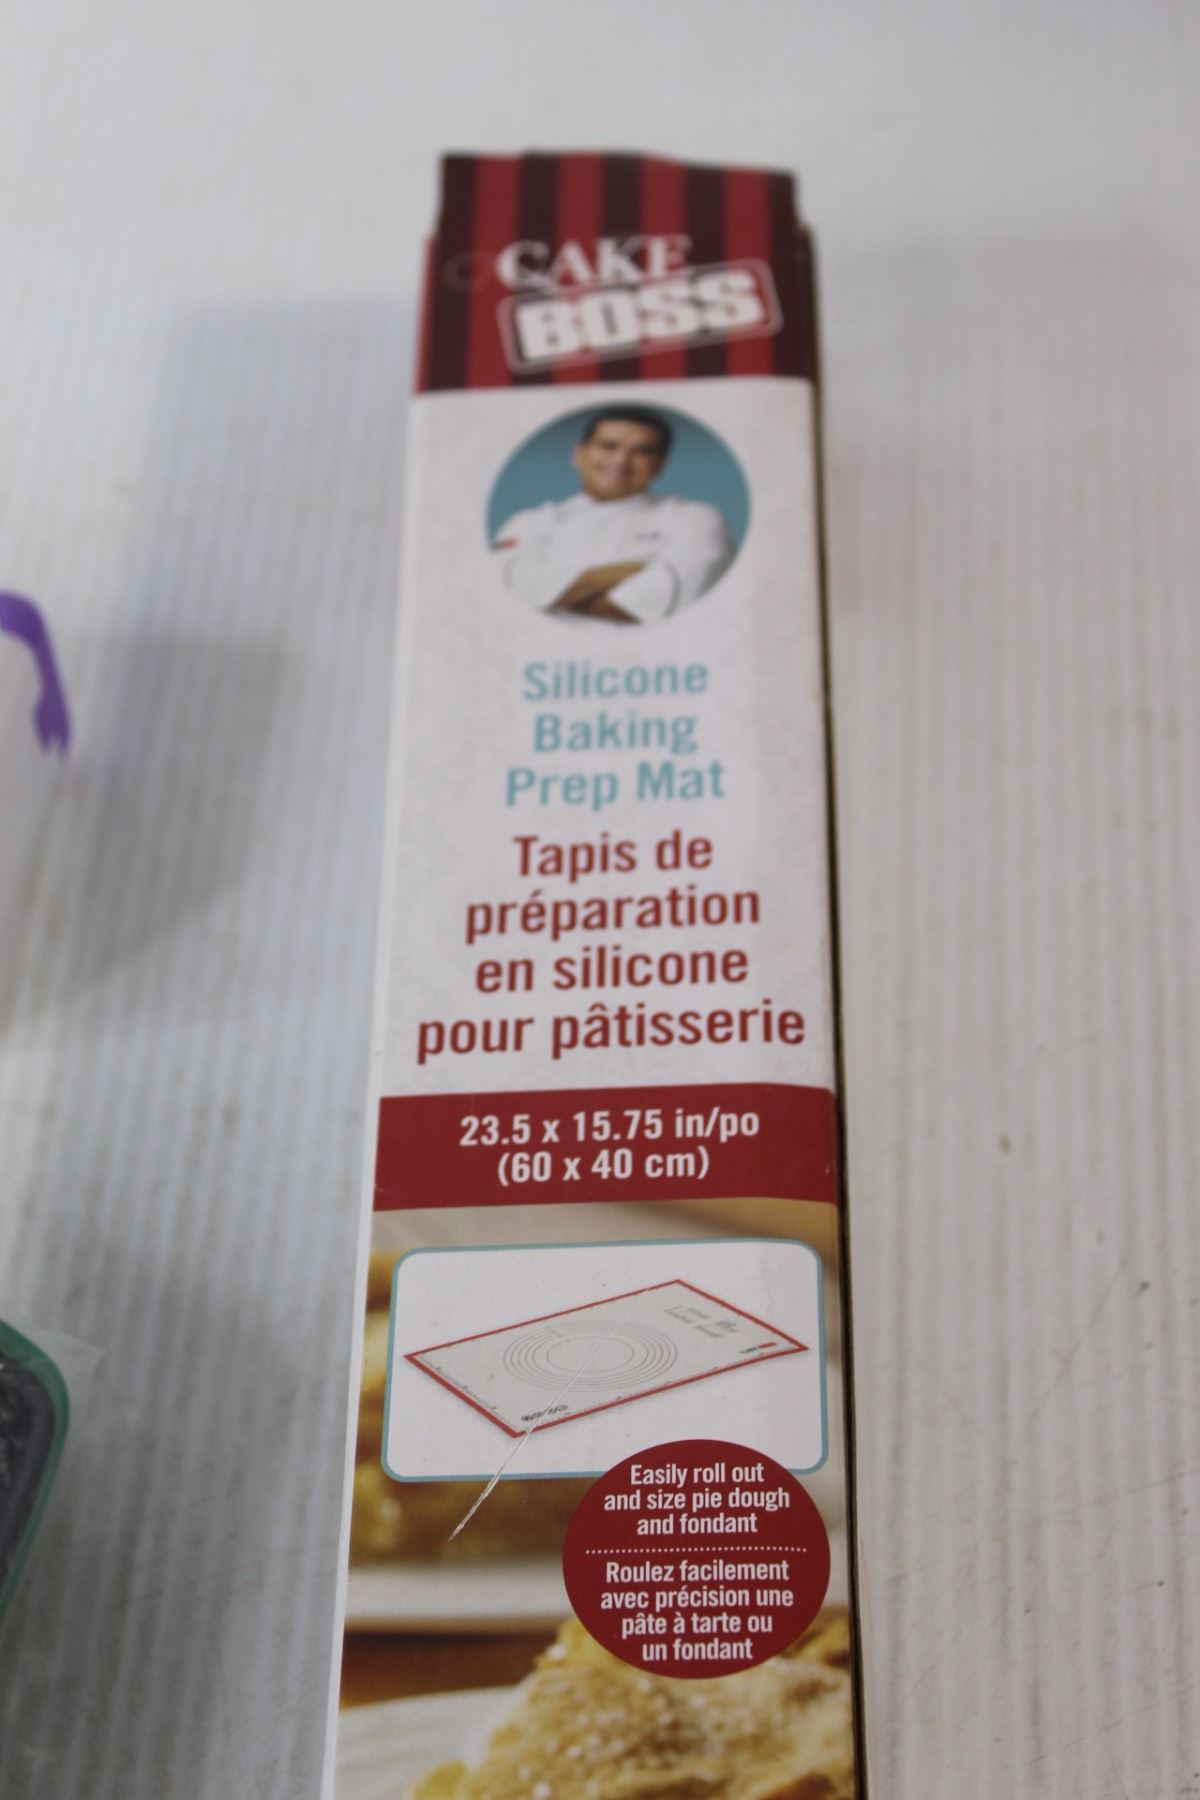 CAKE
BOSS
Silicone
Baking
Prep Mat
Tapis de
préparation
en silicone
pour pâtisserie
23.5 x 15.75 in/po
(60 x 40 cm)
Easily roll out
and size pie dough
and fondant
Roulez facilement
avec précision une
pâte à tarte ou
un fondant